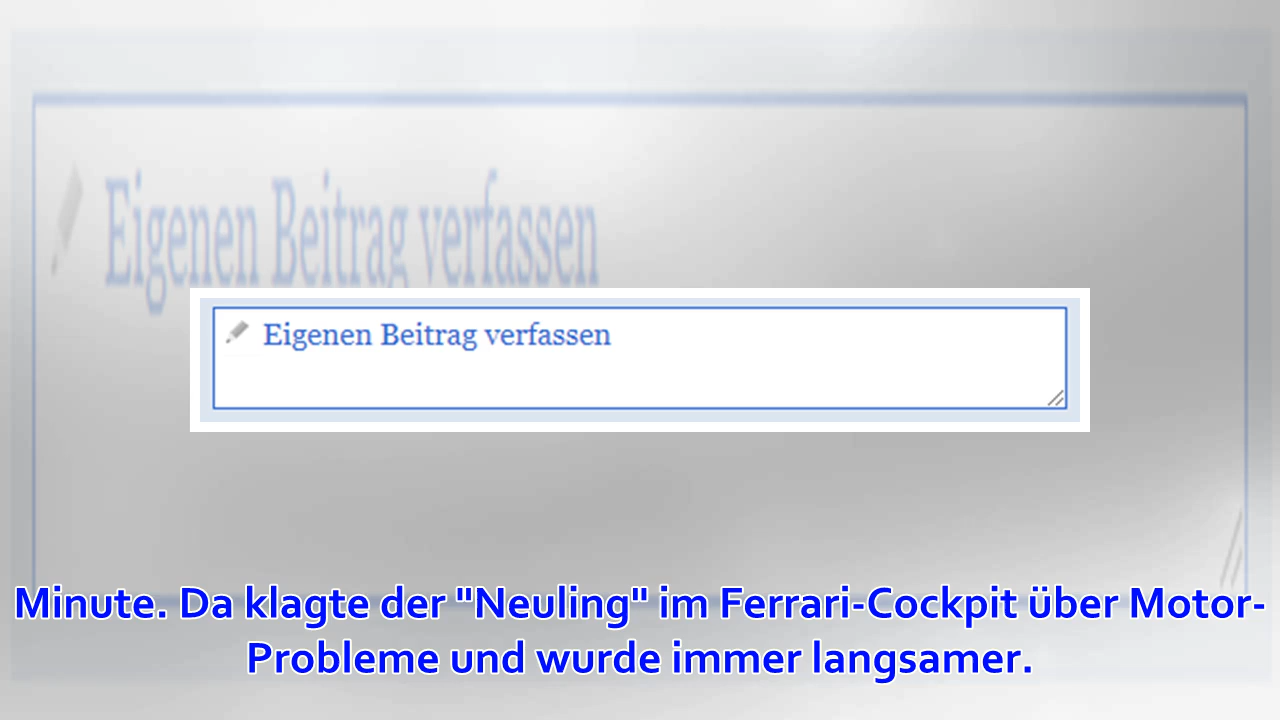 Eigenen Beitrag verfassen
Eigenen Beitrag verfassen
Minute. Da klagte der "Neuling" im Ferrari-Cockpit über Motor-
Probleme und wurde immer langsamer.